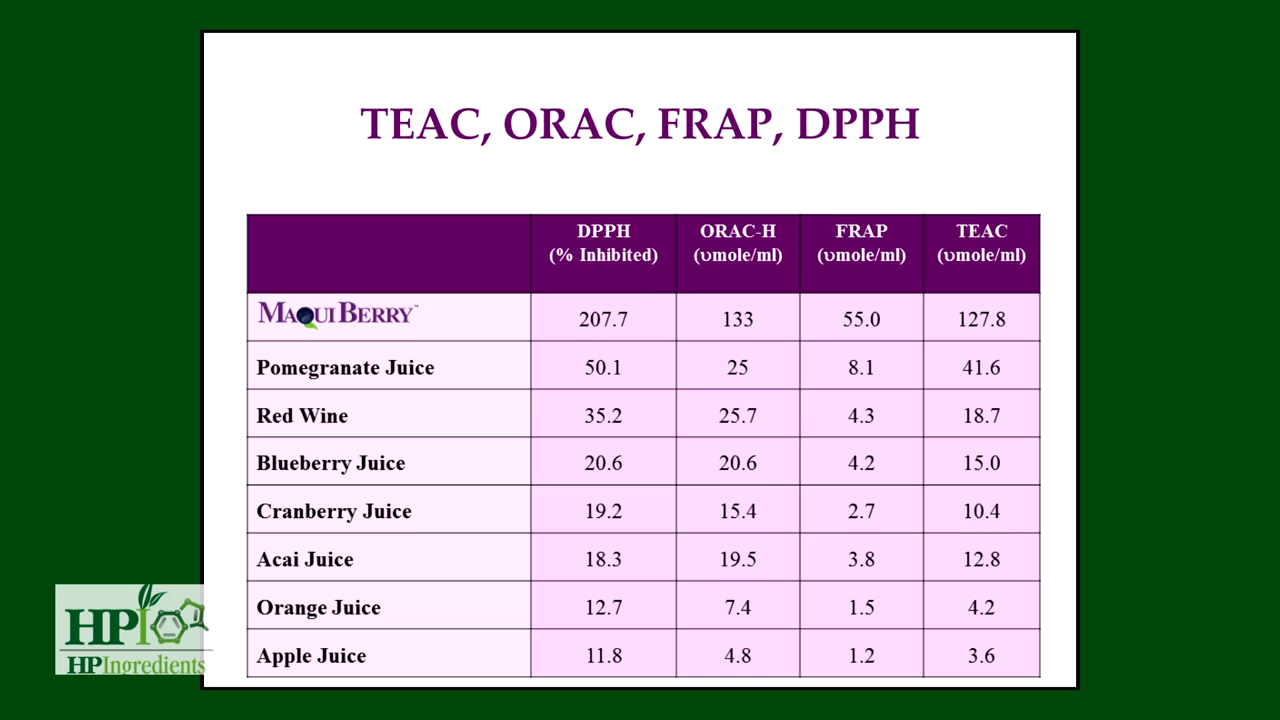 TEAC, ORAC, FRAP, DPPH
DPPH (% Inhibited) ORAC-H (υmole/ml) FRAP (υmole/ml) TEAC (υmole/ml)
MAQUI BERRY™ 207.7 133 55.0 127.8
Pomegranate Juice 50.1 25 8.1 41.6
Red Wine 35.2 25.7 4.3 18.7
Blueberry Juice 20.6 20.6 4.2 15.0
Cranberry Juice 19.2 15.4 2.7 10.4
Acai Juice 18.3 19.5 3.8 12.8
Orange Juice 12.7 7.4 1.5 4.2
Apple Juice 11.8 4.8 1.2 3.6
HPI
HPIngredients